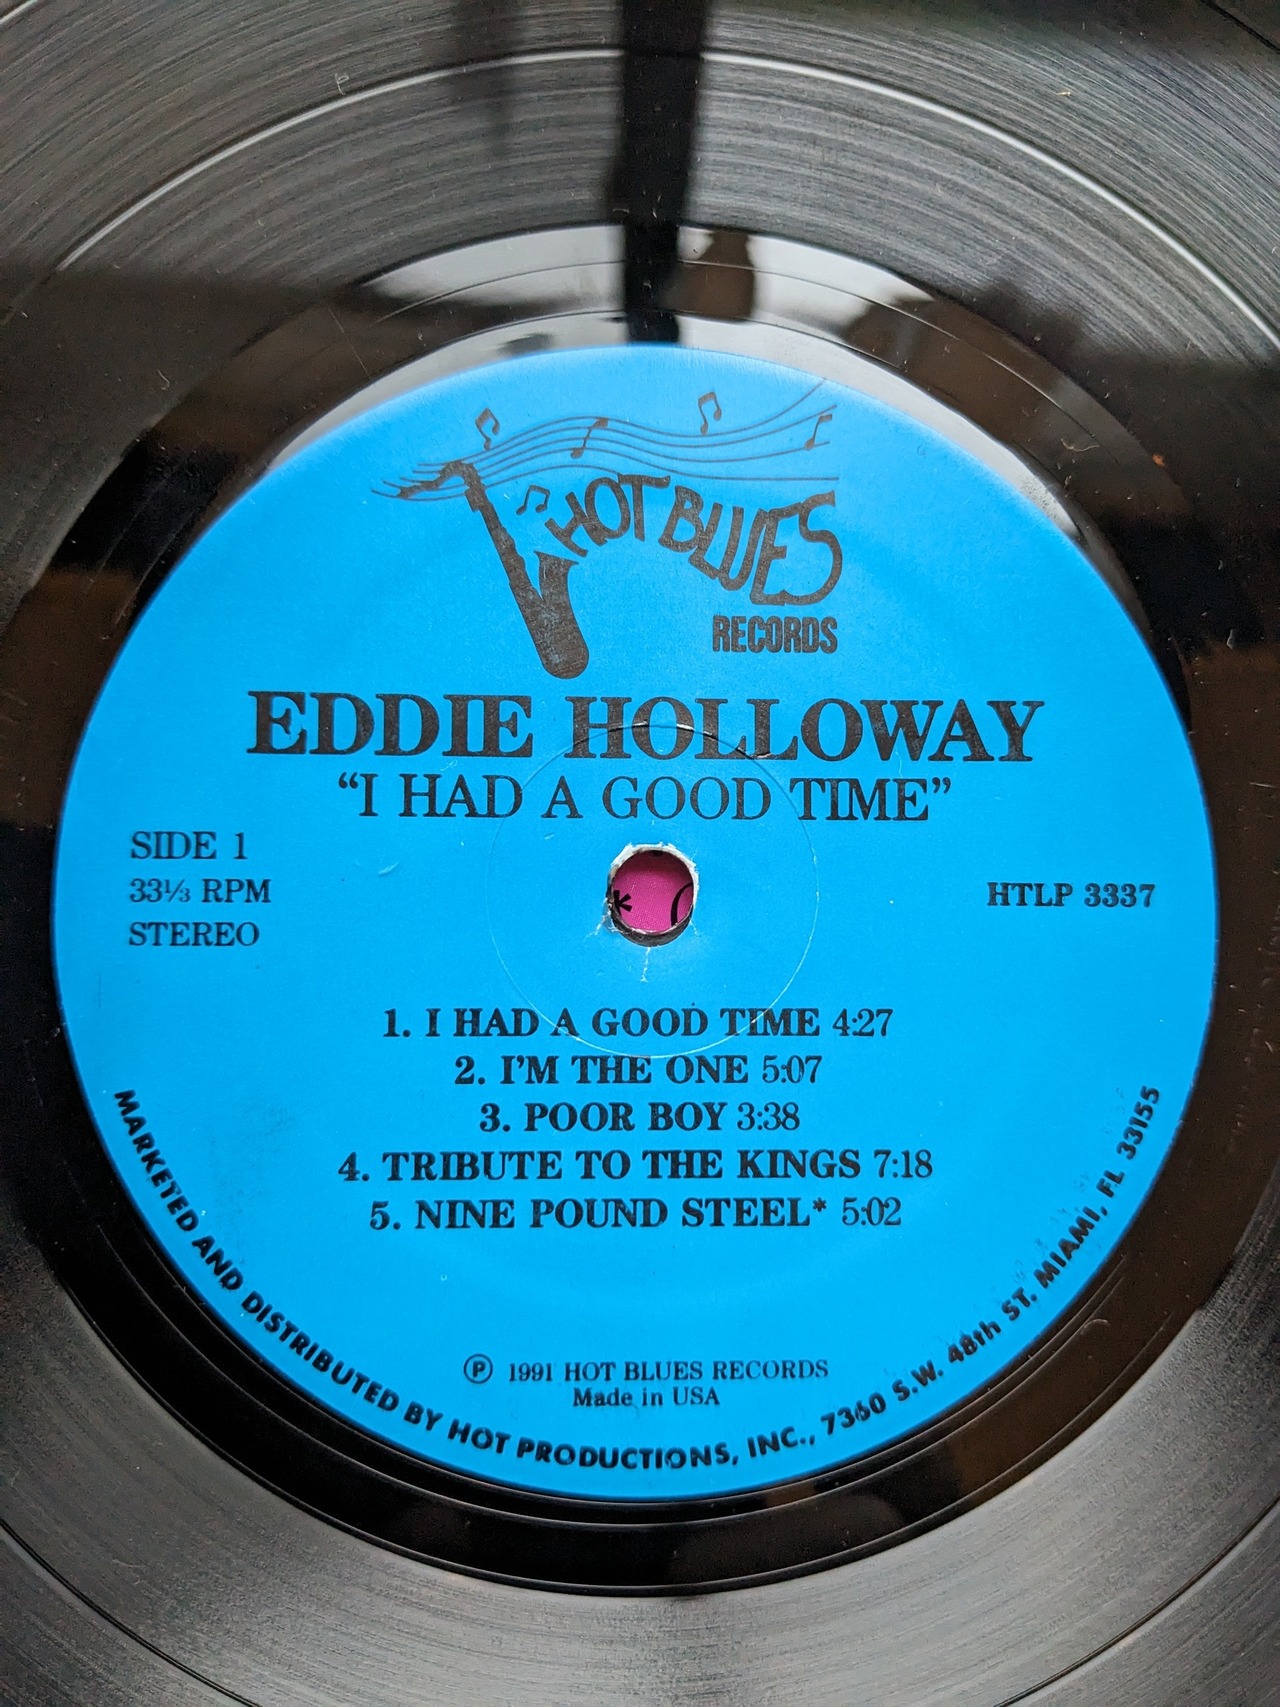 HOT BLUES
RECORDS
EDDIE HOLLOWAY
“I HAD A GOOD TIME”
SIDE 1
33⅓ RPM
STEREO
HTLP 3337
1. I HAD A GOOD TIME 4:27
2. I'M THE ONE 5:07
3. POOR BOY 3:38
4. TRIBUTE TO THE KINGS 7:18
5. NINE POUND STEEL* 5:02
Ⓟ 1991 HOT BLUES RECORDS
Made in USA
MARKETED AND DISTRIBUTED BY HOT PRODUCTIONS, INC., 7360 S.W. 48th ST. MIAMI, FL 33155